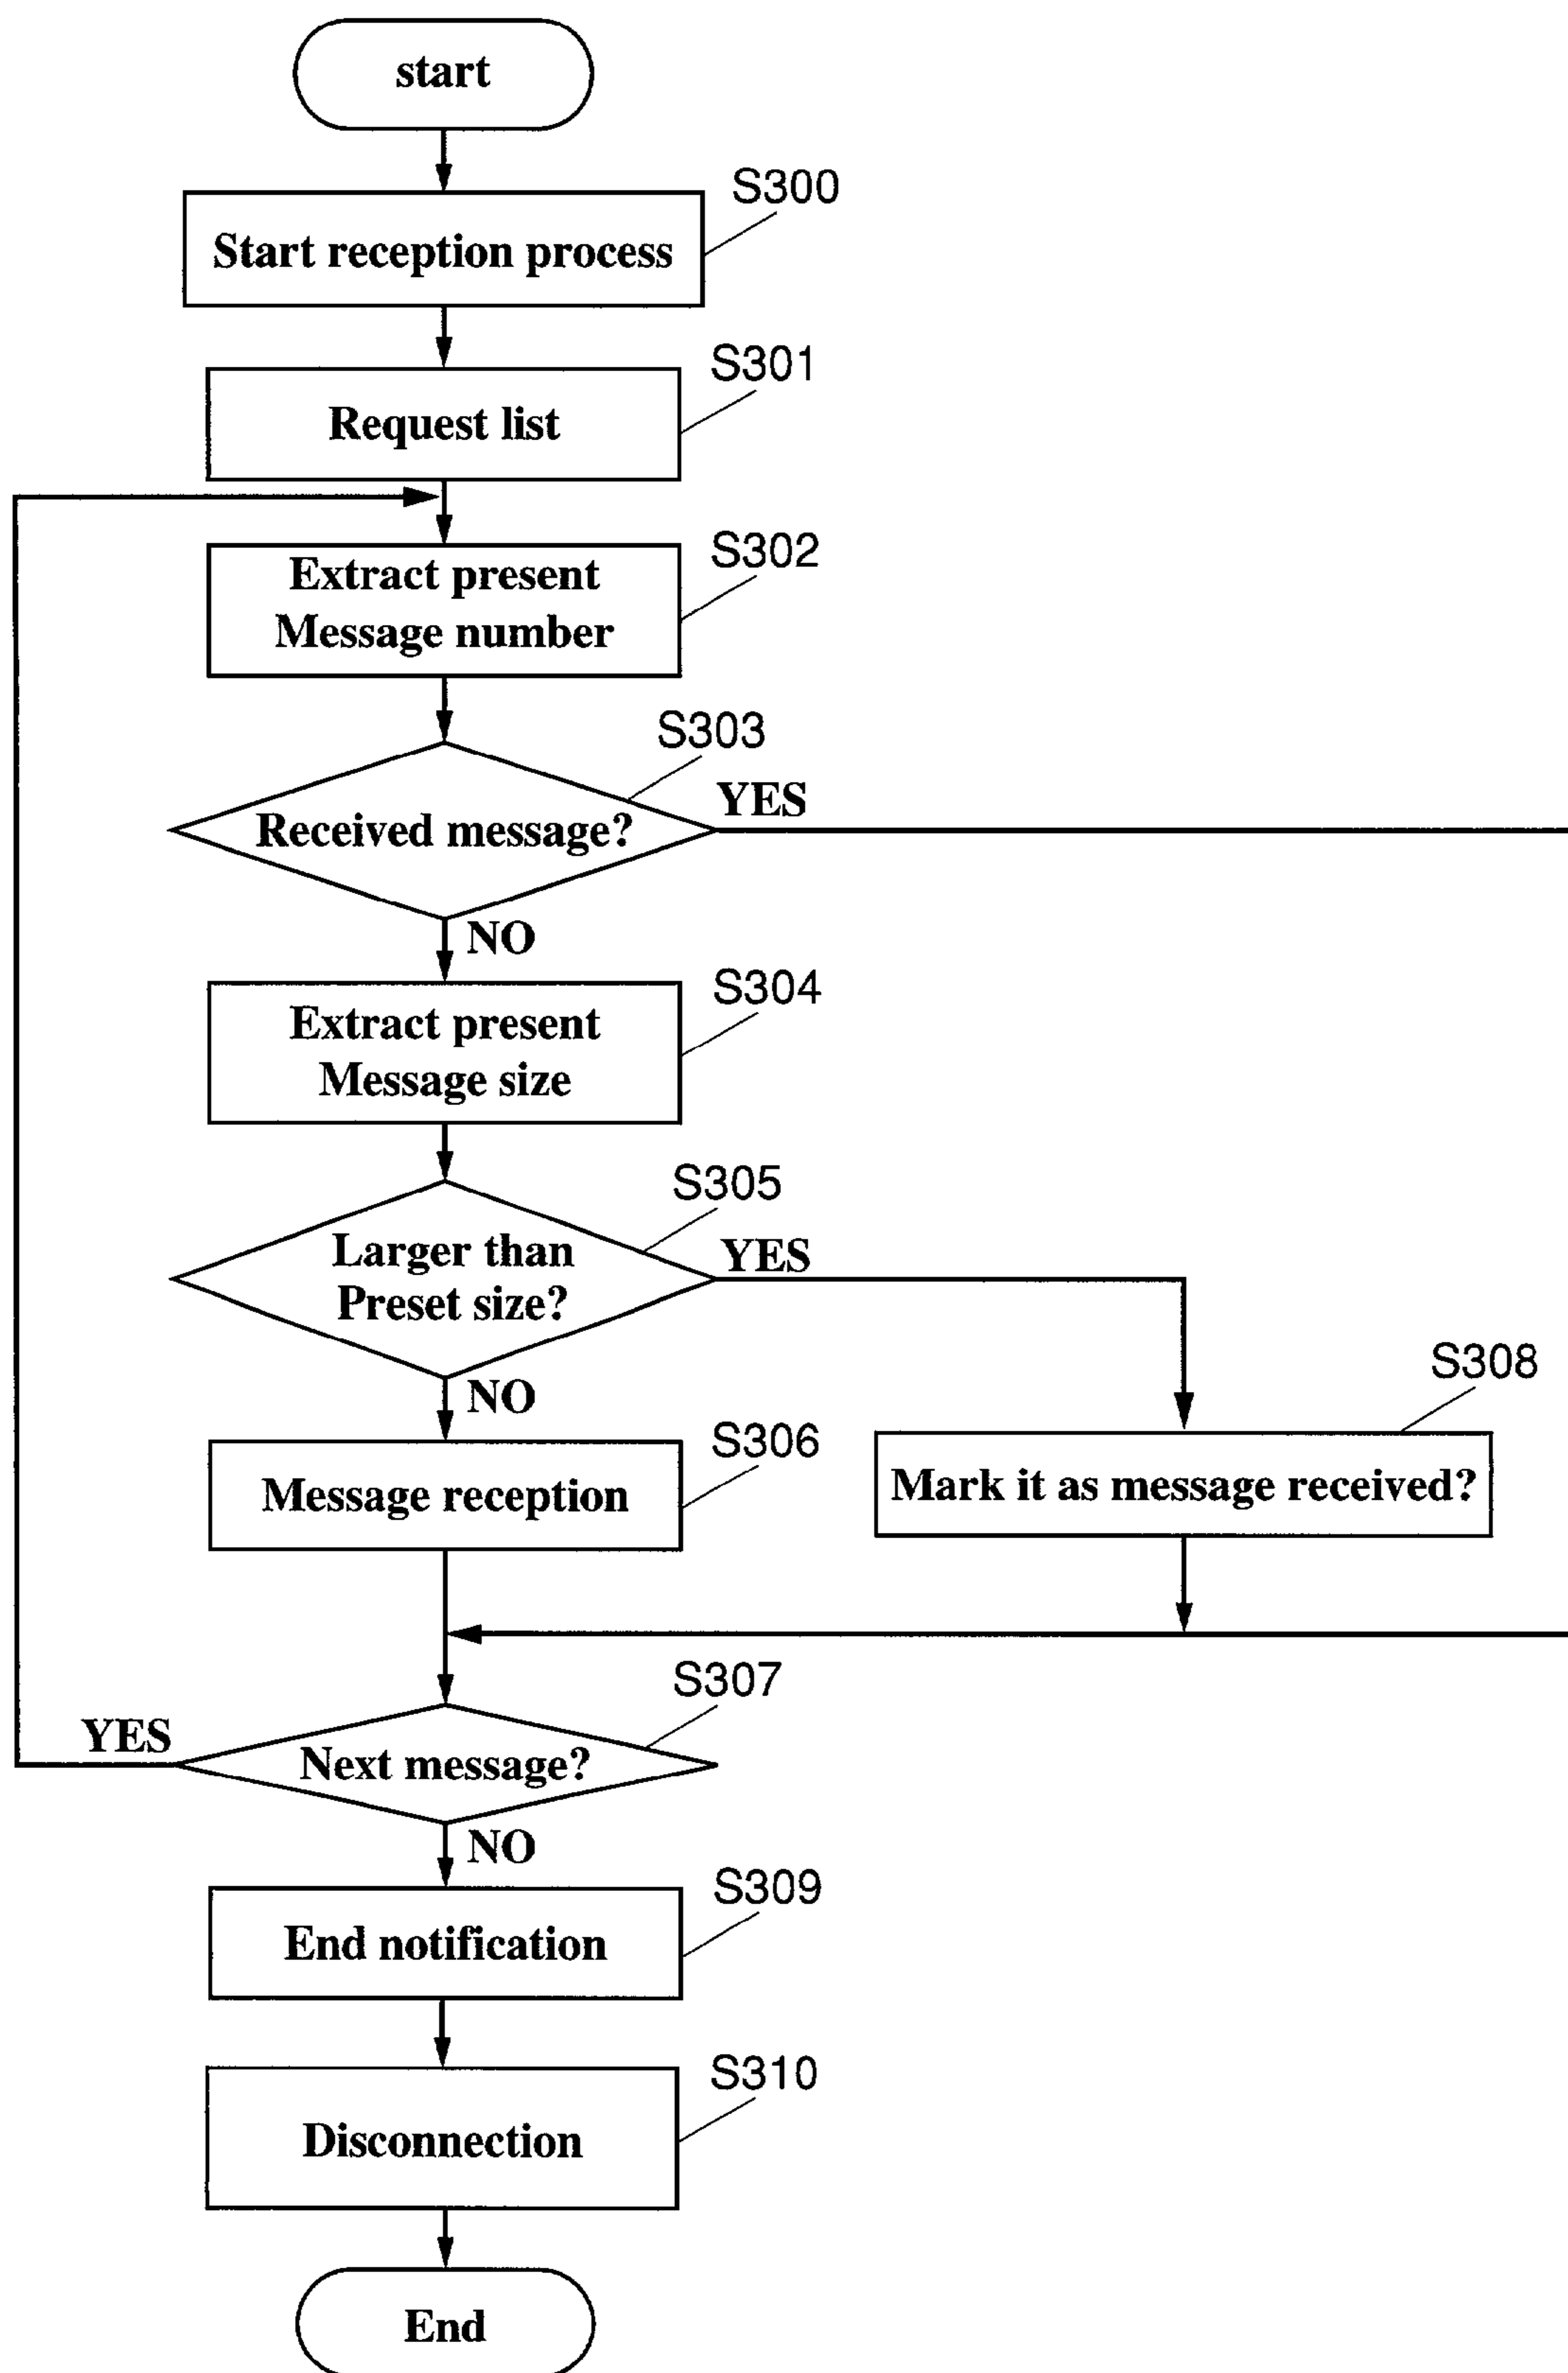 start
S300
Start reception process
S301
Request list
S302
Extract present
Message number
S303
YES
Received message?
NO
S304
Extract present
Message size
S305
YES
Larger than
Preset size?
NO
S308
S306
Mark it as message received?
Message reception
S307
YES
Next message?
NO
S309
End notification
S310
Disconnection
End